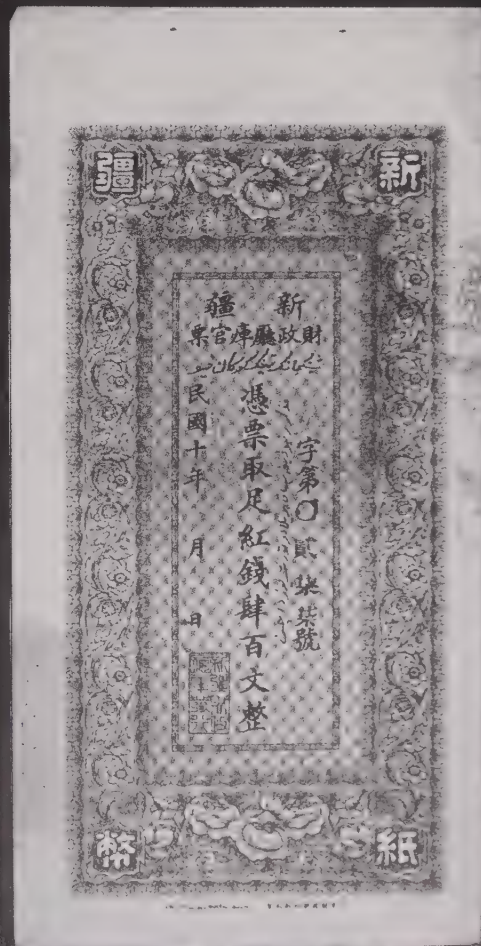 新疆
新疆
財政廳庫官票
字第〇貳柒柒號
憑票取足紅錢肆百文整
民國十年 月 日
紙幣